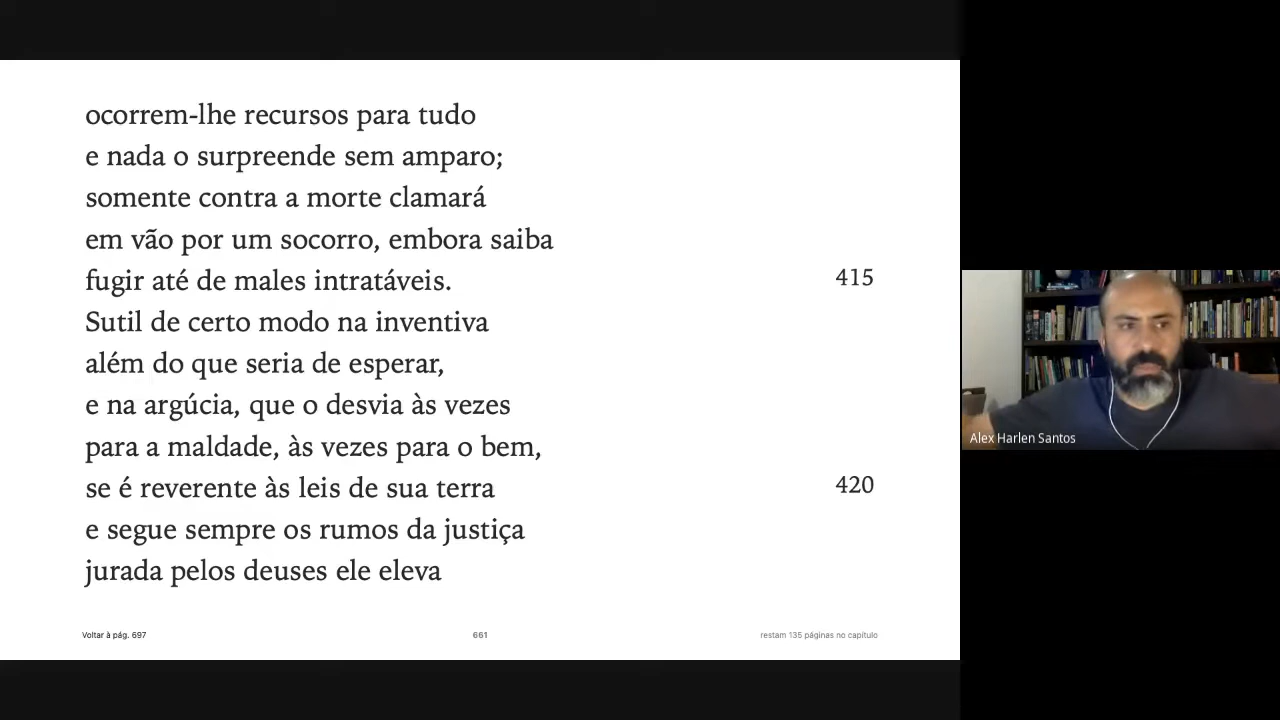 ocorrem-lhe recursos para tudo
e nada o surpreende sem amparo;
somente contra a morte clamará
em vão por um socorro, embora saiba
fugir até de males intratáveis.
415
Sutil de certo modo na inventiva
além do que seria de esperar,
e na argúcia, que o desvia às vezes
para a maldade, às vezes para o bem,
se é reverente às leis de sua terra
420
e segue sempre os rumos da justiça
jurada pelos deuses ele eleva
Voltar à pág. 697
661
restam 135 páginas no capítulo
Alex Harlen Santos